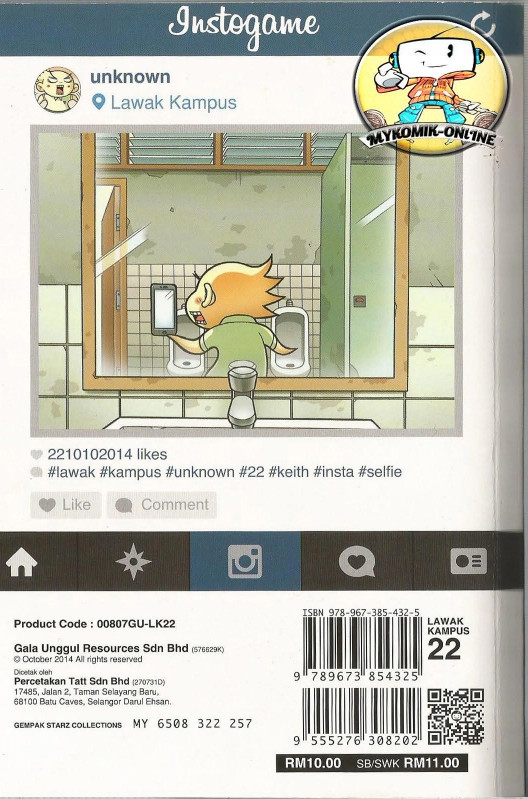 Instogame
unknown
Lawak Kampus
MYKOMIK-ONLINE
2210102014 likes
#lawak #kampus #unknown #22 #keith #insta #selfie
Like
Comment
Product Code : 00807GU-LK22
Gala Unggul Resources Sdn Bhd (576629K)
© October 2014 All rights reserved
Dicetak oleh
Percetakan Tatt Sdn Bhd (270731D)
17485, Jalan 2, Taman Selayang Baru,
68100 Batu Caves, Selangor Darul Ehsan.
GEMPAK STARZ COLLECTIONS MY 6508 322 257
ISBN 978-967-385-432-5
9 789673 854325
LAWAK
KAMPUS
22
9 555276 308202
RM10.00 SB/SWK RM11.00